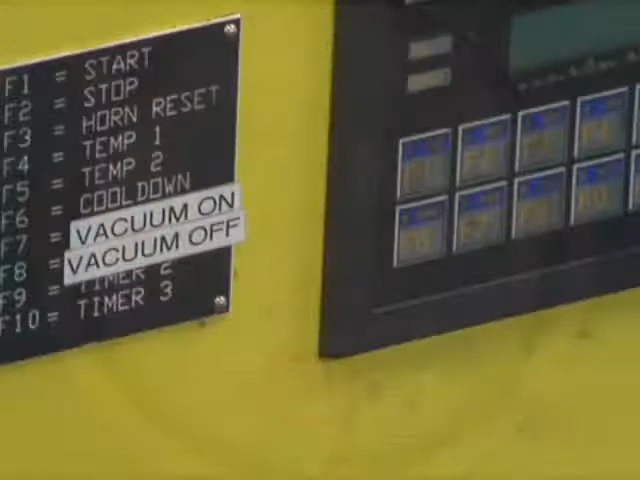 F1 = START
F2 = STOP
F3 = HORN RESET
F4 = TEMP 1
F5 = TEMP 2
F6 = COOLDOWN
F7 = VACUUM ON
F8 = VACUUM OFF
F9 = TIMER 2
F10 = TIMER 3